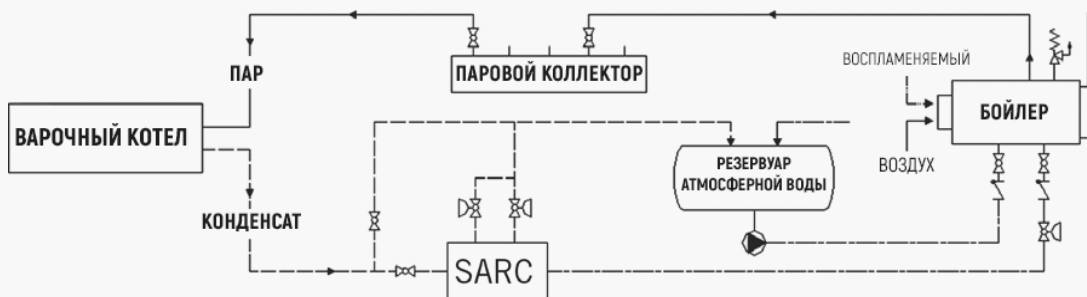 ПАР
ПАРОВОЙ КОЛЛЕКТОР
ВОСПЛАМЕНЯЕМЫЙ
БОЙЛЕР
ВАРОЧНЫЙ КОТЕЛ
ВОЗДУХ
РЕЗЕРВУАР
АТМОСФЕРНОЙ ВОДЫ
КОНДЕНСАТ
SARC